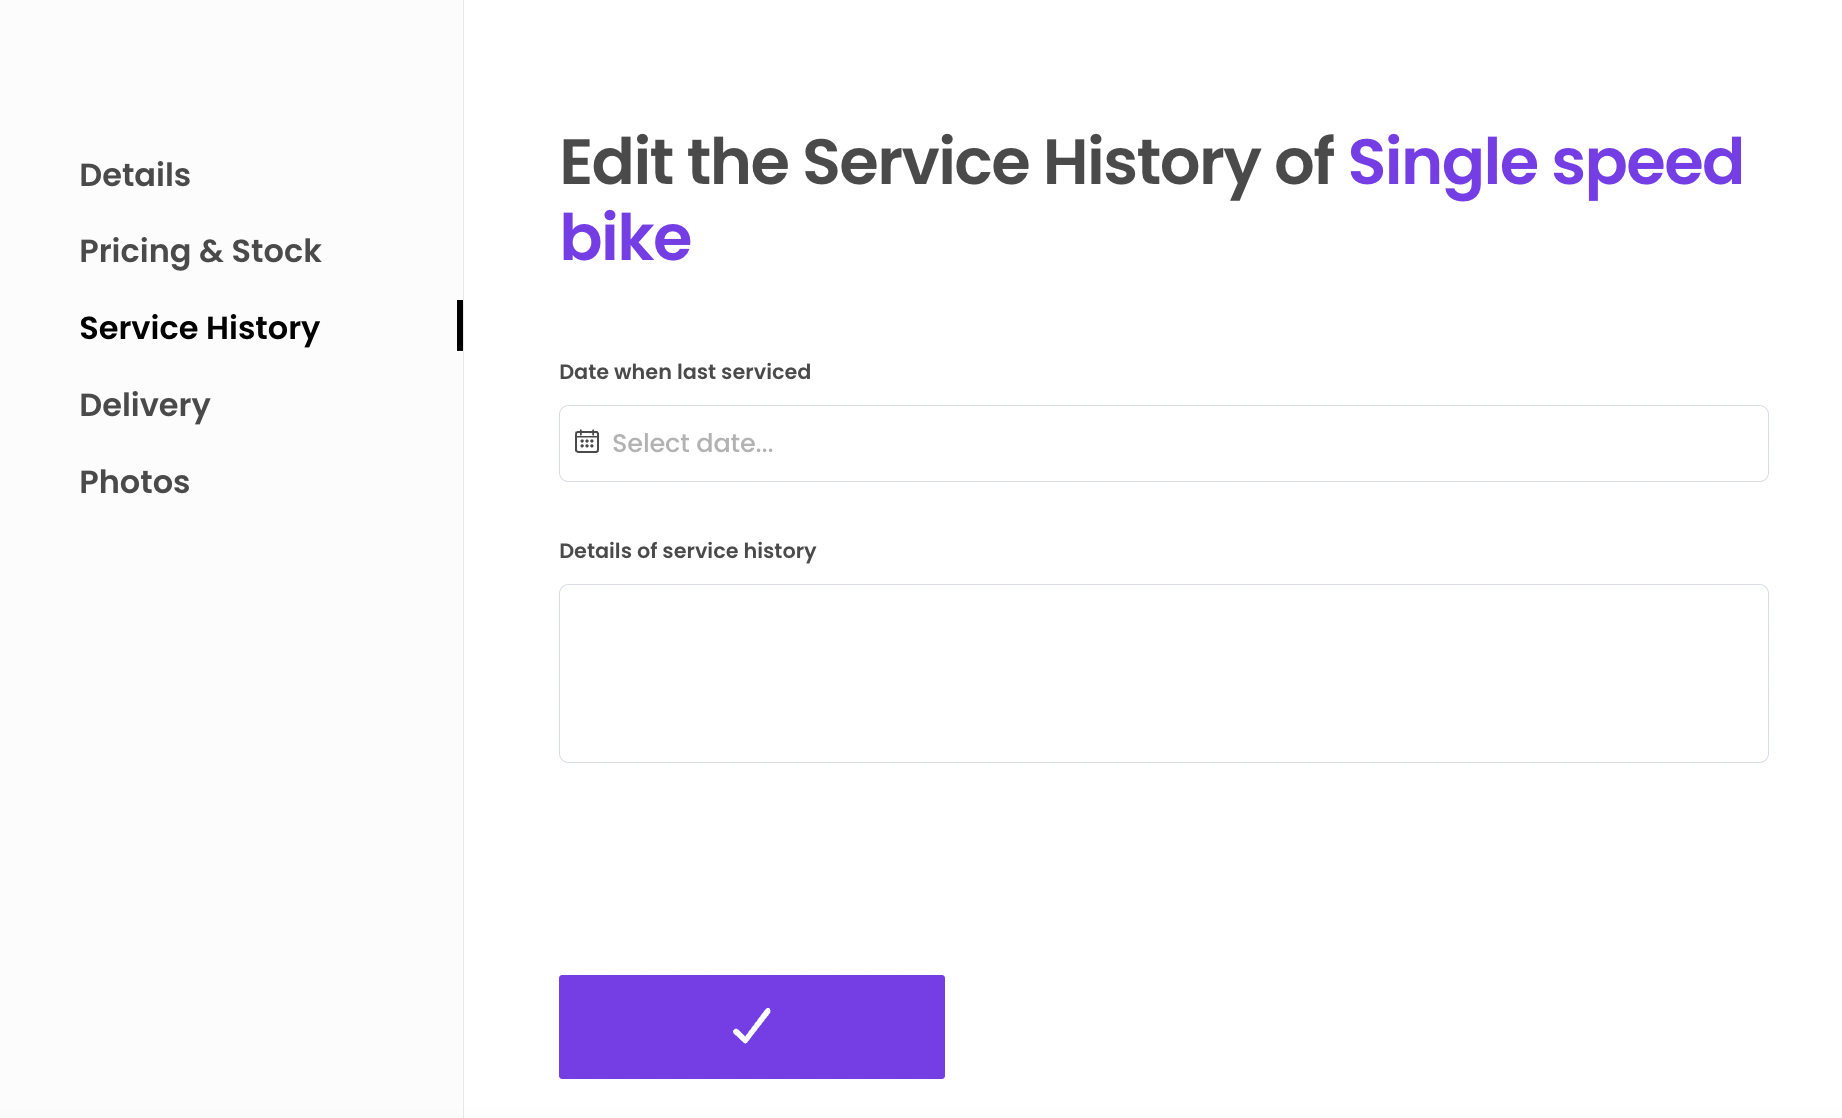 Details
Pricing & Stock
Service History
Delivery
Photos
Edit the Service History of Single speed
bike
Date when last serviced
Select date...
Details of service history